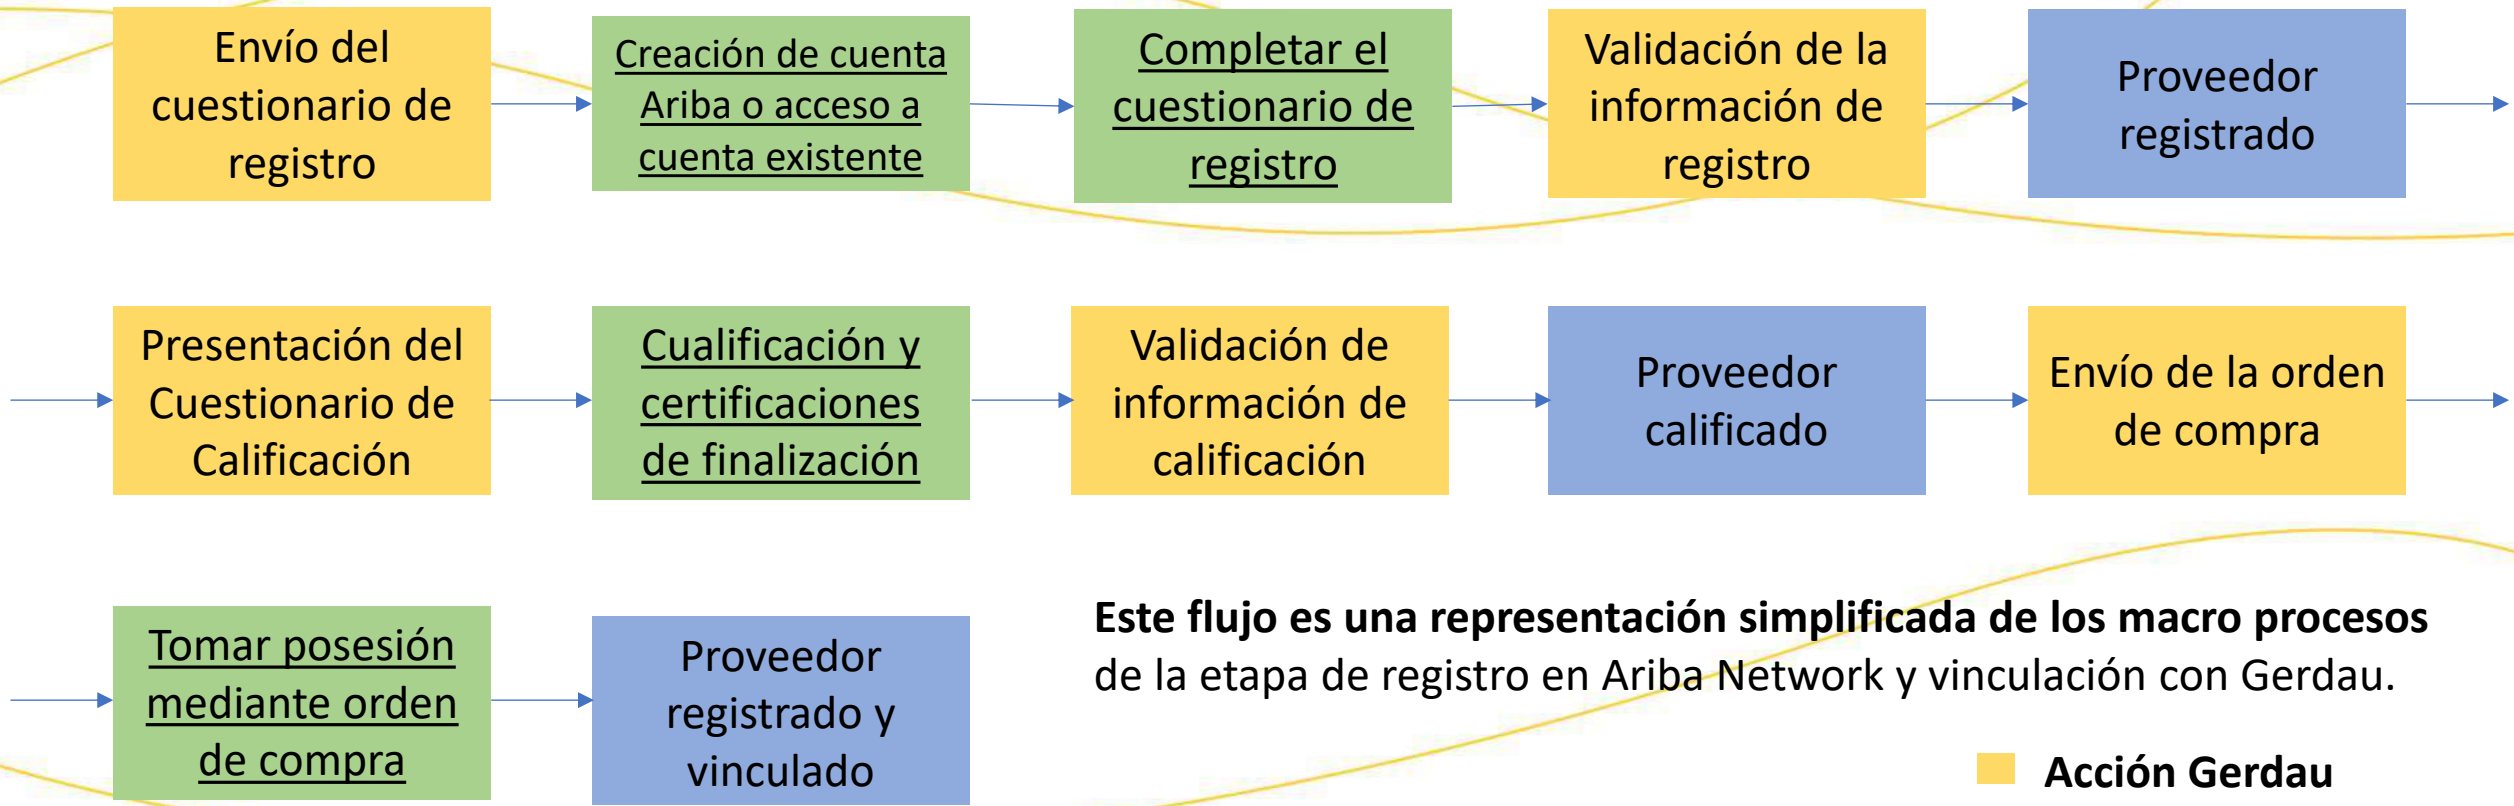 Envío del
cuestionario de
registro
Creación de cuenta
Ariba o acceso a
cuenta existente
Completar el
cuestionario de
registro
Validación de la
información de
registro
Proveedor
registrado
Presentación del
Cuestionario de
Calificación
Cualificación y
certificaciones
de finalización
Validación de
información de
calificación
Proveedor
calificado
Envío de la orden
de compra
Tomar posesión
mediante orden
de compra
Proveedor
registrado y
vinculado
Este flujo es una representación simplificada de los macro procesos
de la etapa de registro en Ariba Network y vinculación con Gerdau.
Acción Gerdau